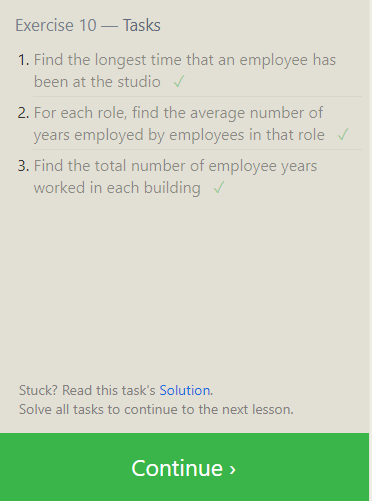 Exercise 10 — Tasks
1. Find the longest time that an employee has
been at the studio ✓
2. For each role, find the average number of
years employed by employees in that role ✓
3. Find the total number of employee years
worked in each building ✓
Stuck? Read this task's Solution.
Solve all tasks to continue to the next lesson.
Continue ›